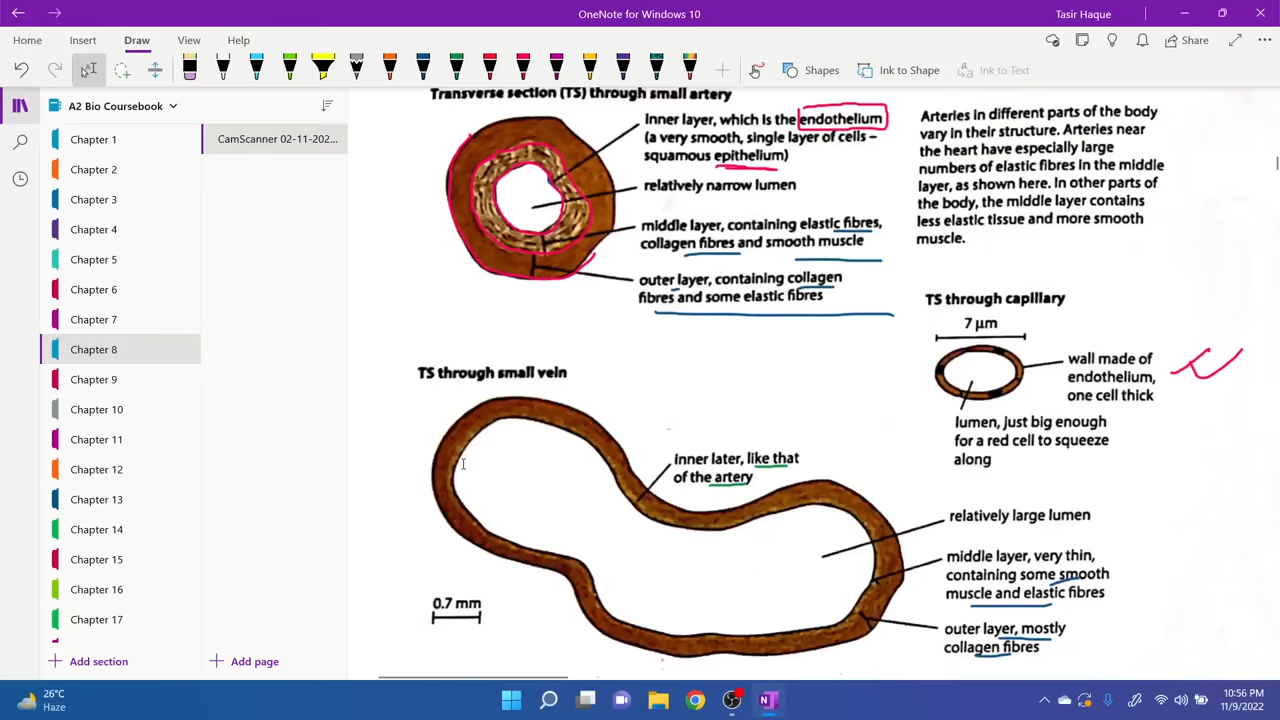 OneNote for Windows 10
Tasir Haque
Home
Insert
Draw
View
Help
Share
Shapes
Ink to Shape
Ink to Text
A2 Bio Coursebook
Chapter 1
Chapter 2
Chapter 3
Chapter 4
Chapter 5
Chapter 6
Chapter 7
Chapter 8
Chapter 9
Chapter 10
Chapter 11
Chapter 12
Chapter 13
Chapter 14
Chapter 15
Chapter 16
Chapter 17
Add section
CamScanner 02-11-202...
Add page
Transverse section (TS) through small artery
inner layer, which is the endothelium
(a very smooth, single layer of cells –
squamous epithelium)
relatively narrow lumen
middle layer, containing elastic fibres,
collagen fibres and smooth muscle
outer layer, containing collagen
fibres and some elastic fibres
Arteries in different parts of the body
vary in their structure. Arteries near
the heart have especially large
numbers of elastic fibres in the middle
layer, as shown here. In other parts of
the body, the middle layer contains
less elastic tissue and more smooth
muscle.
TS through capillary
7 µm
wall made of
endothelium,
one cell thick
lumen, just big enough
for a red cell to squeeze
along
TS through small vein
inner later, like that
of the artery
relatively large lumen
middle layer, very thin,
containing some smooth
muscle and elastic fibres
outer layer, mostly
collagen fibres
0.7 mm
26°C
Haze
10:56 PM
11/9/2022